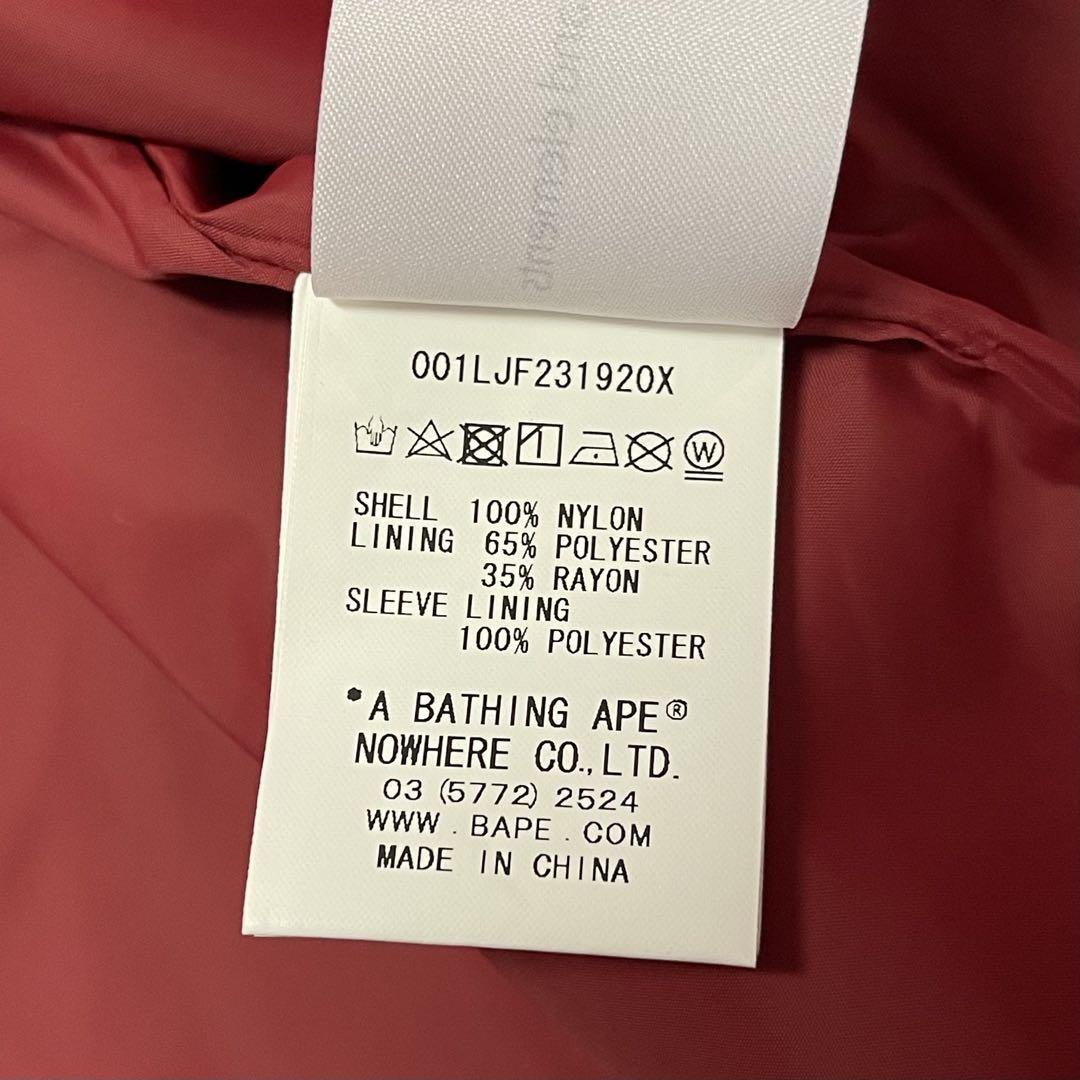 001LJF231920X
W
SHELL 100% NYLON
LINING 65% POLYESTER
35% RAYON
SLEEVE LINING
100% POLYESTER
*A BATHING APE®
NOWHERE CO.,LTD.
03 (5772) 2524
WWW . BAPE . COM
MADE IN CHINA